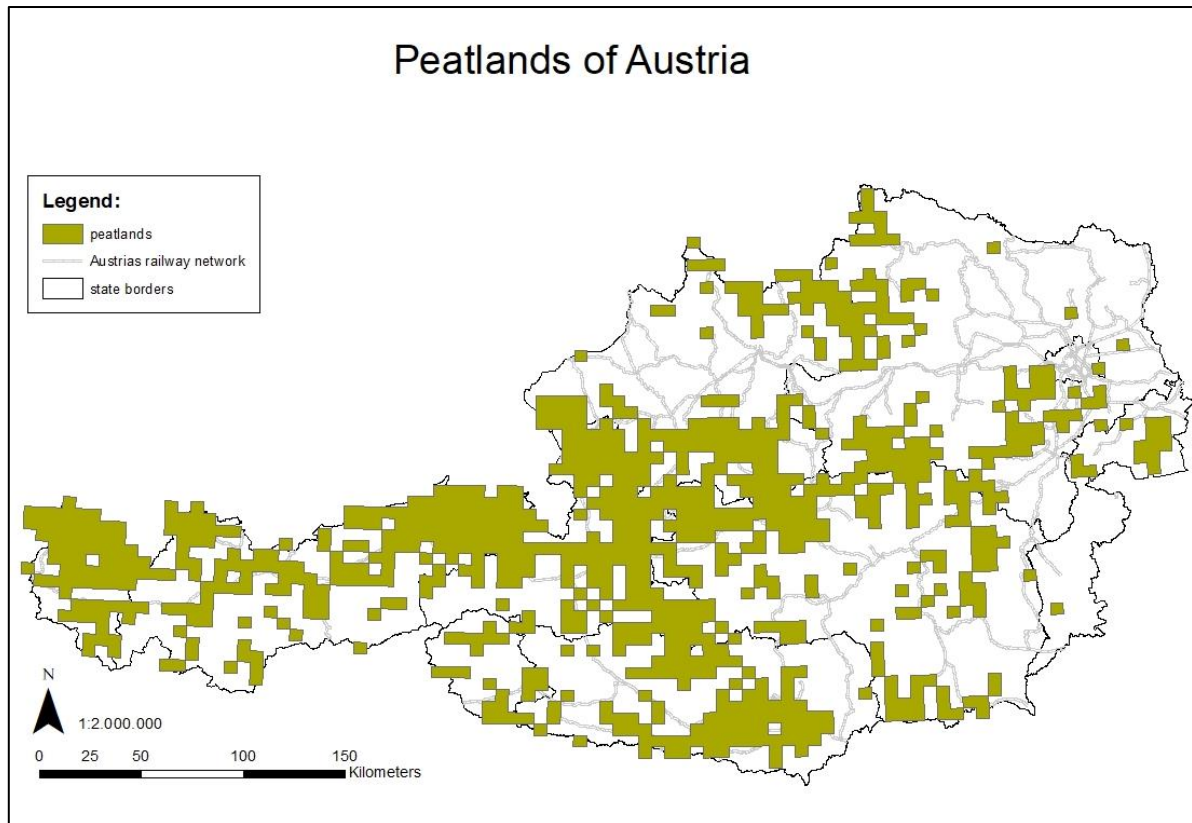 Peatlands of Austria
Legend:
peatlands
Austrias railway network
state borders
N
1:2.000.000
0 25 50 100 150
Kilometers